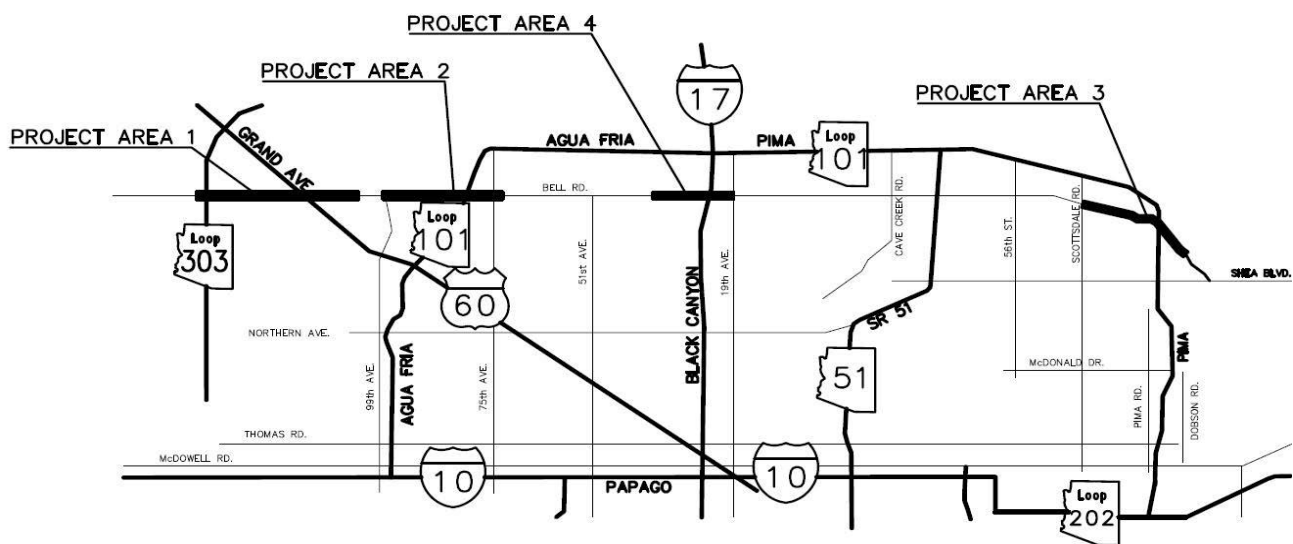 PROJECT AREA 4
PROJECT AREA 2
17
PROJECT AREA 3
PROJECT AREA 1
GRAND AVE
AGUA FRIA
PIMA
Loop
101
BELL RD.
CAVE CREEK RD.
56th ST.
SCOTTSDALE RD.
Loop
303
Loop
101
51st AVE.
19th AVE.
SHEA BLVD.
60
NORTHERN AVE.
SR 51
BLACK CANYON
McDONALD DR.
99th AVE.
AGUA FRIA
75th AVE.
51
PIMA RD.
PIMA
DOBSON RD.
THOMAS RD.
McDOWELL RD.
10
PAPAGO
10
Loop
202